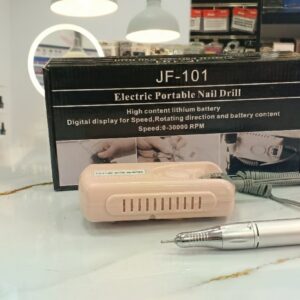 JF-101
Electric Portable Nail Drill
High content lithium battery
Digital display for Speed,Rotating direction and battery content
Speed:0-30000 RPM